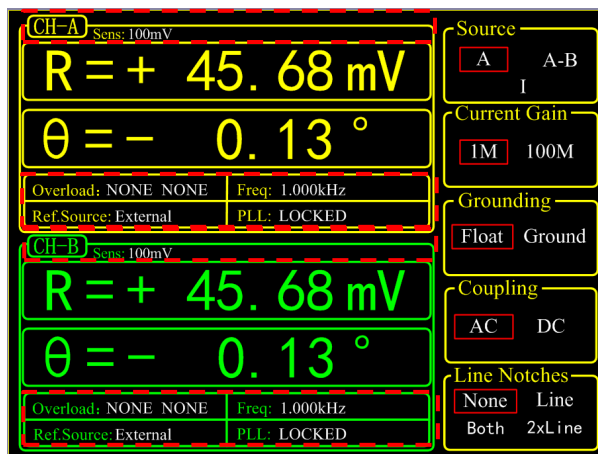 CH-A Sens: 100mV
R = + 45.68 mV
θ = - 0.13 °
Overload: NONE NONE Freq: 1.000kHz
Ref.Source: External PLL: LOCKED
CH-B Sens: 100mV
R = + 45.68 mV
θ = - 0.13 °
Overload: NONE NONE Freq: 1.000kHz
Ref.Source: External PLL: LOCKED
Source
A A-B
I
Current Gain
1M 100M
Grounding
Float Ground
Coupling
AC DC
Line Notches
None Line
Both 2xLine